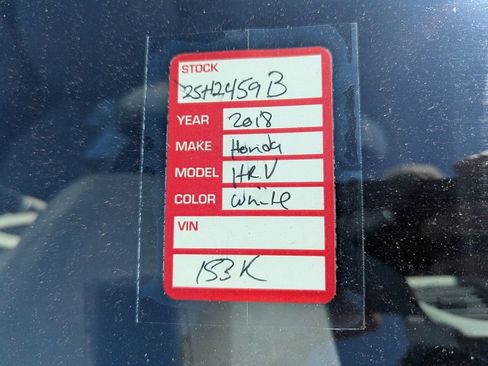 STOCK
25H2459B
YEAR 2018
MAKE Honda
MODEL HRV
COLOR White
VIN
153K